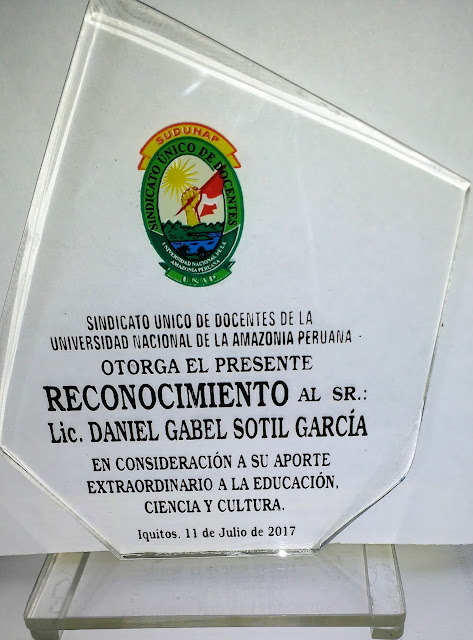 SUDUNAP
SINDICATO ÚNICO DE DOCENTES
UNIVERSIDAD NACIONAL DE LA
AMAZONIA PERUANA
UNAP
SINDICATO UNICO DE DOCENTES DE LA
UNIVERSIDAD NACIONAL DE LA AMAZONIA PERUANA -
OTORGA EL PRESENTE
RECONOCIMIENTO AL SR.:
Lic. DANIEL GABEL SOTIL GARCÍA
EN CONSIDERACIÓN A SU APORTE
EXTRAORDINARIO A LA EDUCACIÓN,
CIENCIA Y CULTURA.
Iquitos, 11 de Julio de 2017